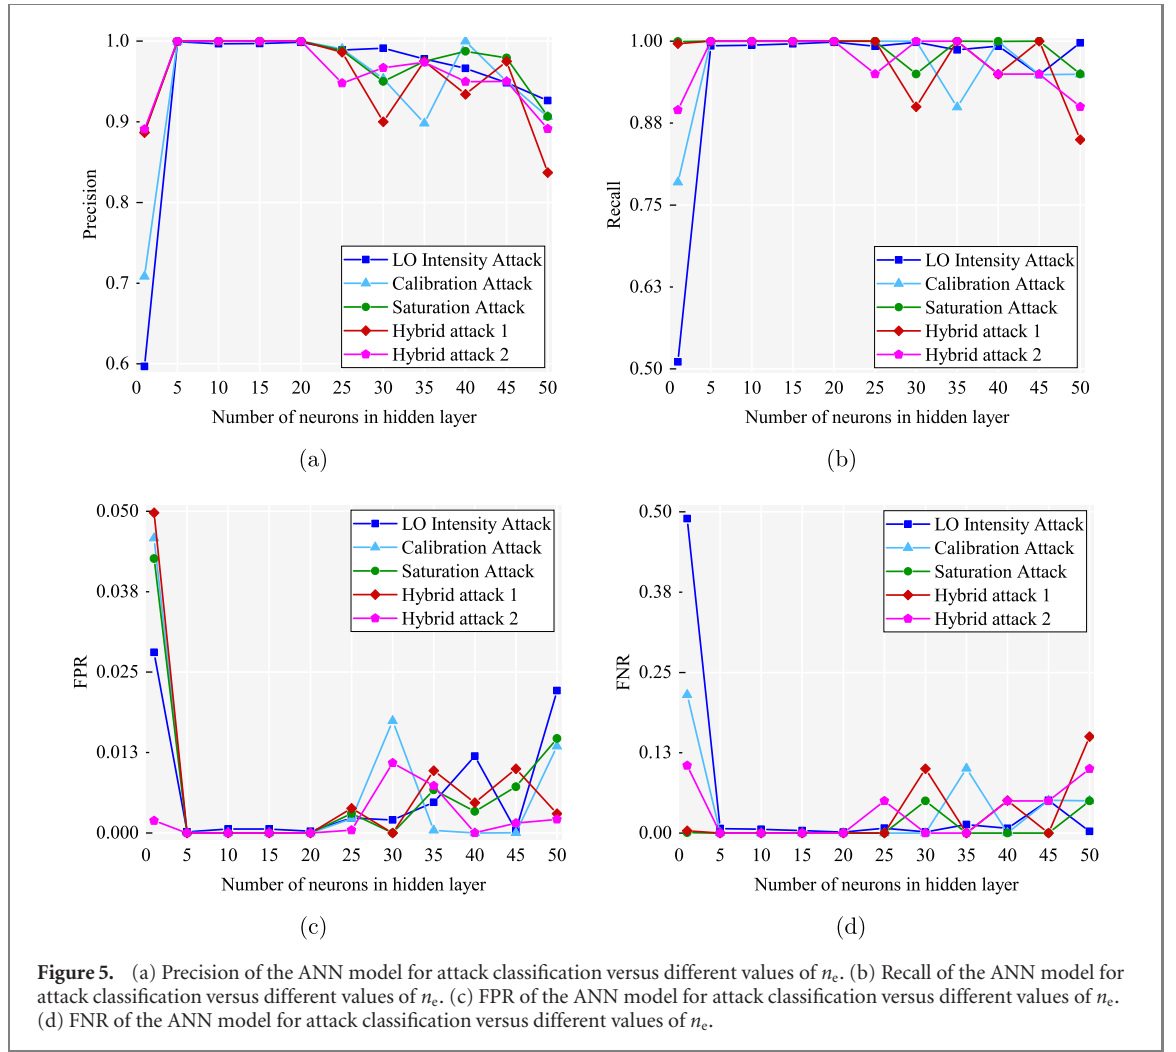 1.0
0.9
0.8
0.7
0.6
Precision
0 5 10 15 20 25 30 35 40 45 50
Number of neurons in hidden layer
LO Intensity Attack
Calibration Attack
Saturation Attack
Hybrid attack 1
Hybrid attack 2
(a)
1.00
0.88
0.75
0.63
0.50
Recall
0 5 10 15 20 25 30 35 40 45 50
Number of neurons in hidden layer
LO Intensity Attack
Calibration Attack
Saturation Attack
Hybrid attack 1
Hybrid attack 2
(b)
0.050
0.038
0.025
0.013
0.000
FPR
0 5 10 15 20 25 30 35 40 45 50
Number of neurons in hidden layer
LO Intensity Attack
Calibration Attack
Saturation Attack
Hybrid attack 1
Hybrid attack 2
(c)
0.50
0.38
0.25
0.13
0.00
FNR
0 5 10 15 20 25 30 35 40 45 50
Number of neurons in hidden layer
LO Intensity Attack
Calibration Attack
Saturation Attack
Hybrid attack 1
Hybrid attack 2
(d)
Figure 5. (a) Precision of the ANN model for attack classification versus different values of nₑ. (b) Recall of the ANN model for
attack classification versus different values of nₑ. (c) FPR of the ANN model for attack classification versus different values of nₑ.
(d) FNR of the ANN model for attack classification versus different values of nₑ.